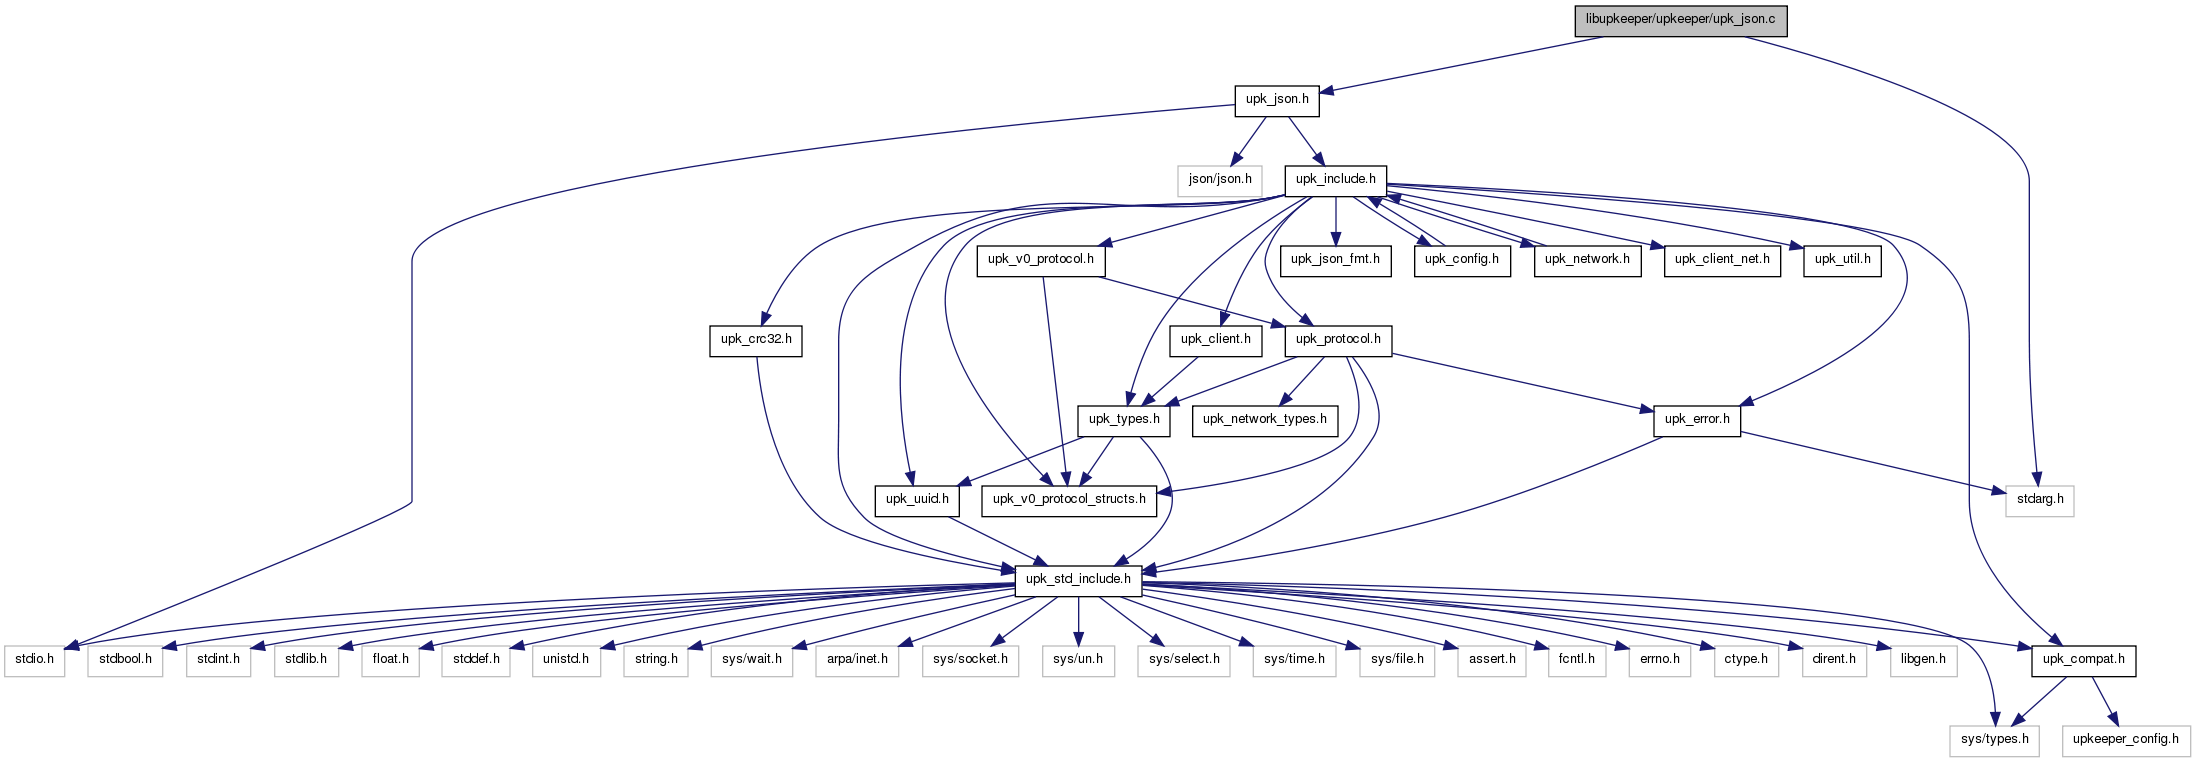 libupkeeper/upkeeper/upk_json.c
upk_json.h
json/json.h
upk_include.h
upk_v0_protocol.h
upk_json_fmt.h
upk_config.h
upk_network.h
upk_client_net.h
upk_util.h
upk_crc32.h
upk_client.h
upk_protocol.h
upk_types.h
upk_network_types.h
upk_error.h
upk_uuid.h
upk_v0_protocol_structs.h
stdarg.h
upk_std_include.h
stdio.h
stdbool.h
stdint.h
stdlib.h
float.h
stddef.h
unistd.h
string.h
sys/wait.h
arpa/inet.h
sys/socket.h
sys/un.h
sys/select.h
sys/time.h
sys/file.h
assert.h
fcntl.h
errno.h
ctype.h
dirent.h
libgen.h
upk_compat.h
sys/types.h
upkeeper_config.h